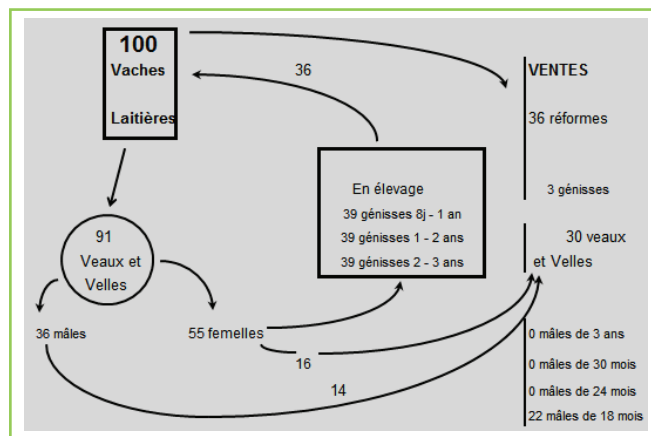 100
Vaches
Laitières
36
VENTES
36 réformes
3 génisses
En élevage
39 génisses 8j - 1 an
39 génisses 1 - 2 ans
39 génisses 2 - 3 ans
91
Veaux et
Velles
30 veaux
et Velles
36 mâles
55 femelles
16
14
0 mâles de 3 ans
0 mâles de 30 mois
0 mâles de 24 mois
22 mâles de 18 mois